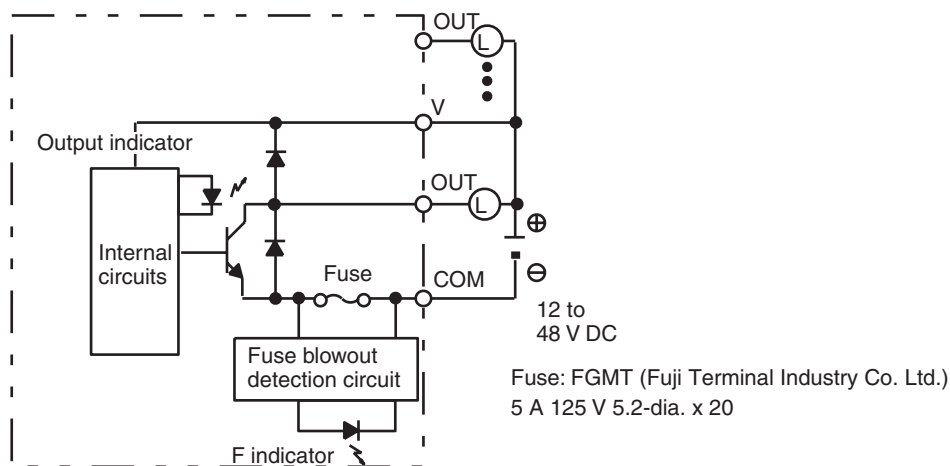 OUT
L
V
Output indicator
OUT
L
⊕
Internal
circuits
Fuse
COM
⊖
12 to
48 V DC
Fuse blowout
detection circuit
Fuse: FGMT (Fuji Terminal Industry Co. Ltd.)
5 A 125 V 5.2-dia. x 20
F indicator